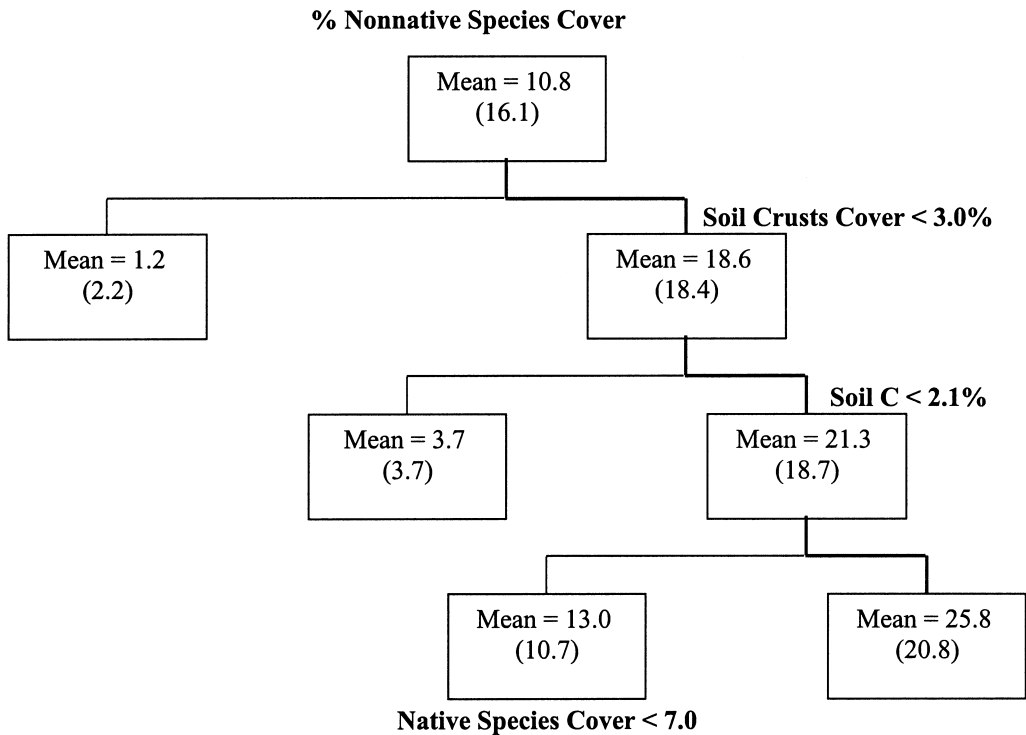 % Nonnative Species Cover
Mean = 10.8
(16.1)
Soil Crusts Cover < 3.0%
Mean = 1.2
(2.2)
Mean = 18.6
(18.4)
Soil C < 2.1%
Mean = 3.7
(3.7)
Mean = 21.3
(18.7)
Mean = 13.0
(10.7)
Mean = 25.8
(20.8)
Native Species Cover < 7.0